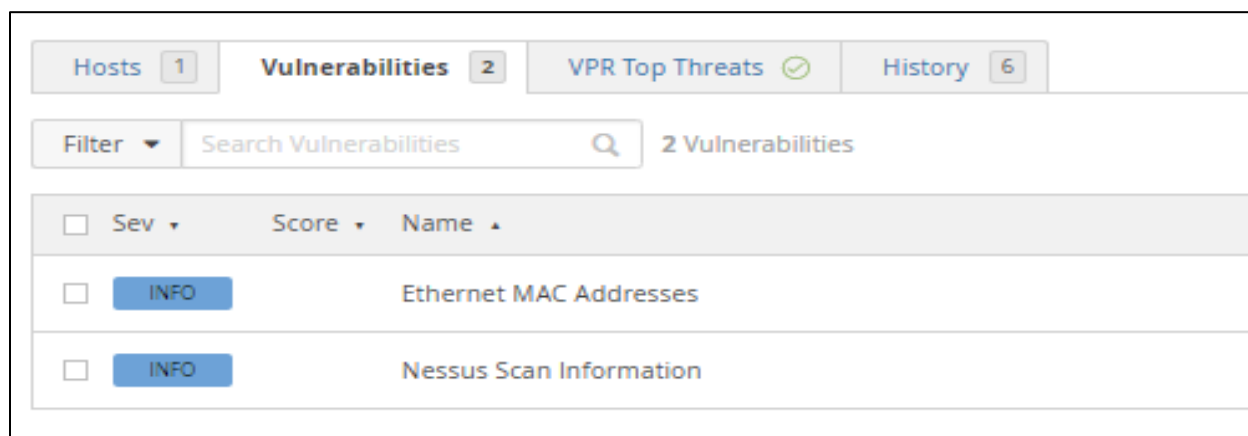 Hosts 1 Vulnerabilities 2 VPR Top Threats History 6
Filter Search Vulnerabilities 2 Vulnerabilities
Sev Score Name
INFO Ethernet MAC Addresses
INFO Nessus Scan Information